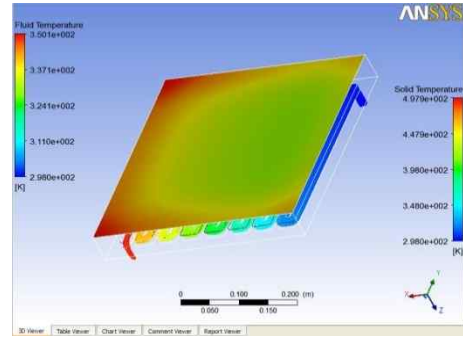 ANSYS
Fluid Temperature
3.501e+002
3.371e+002
3.241e+002
3.110e+002
2.980e+002
[K]
Solid Temperature
4.979e+002
4.479e+002
3.980e+002
3.480e+002
2.980e+002
[K]
0 0.100 0.200 (m)
0.050 0.150
Y
X
Z
3D Viewer Table Viewer Chart Viewer Comment Viewer Report Viewer